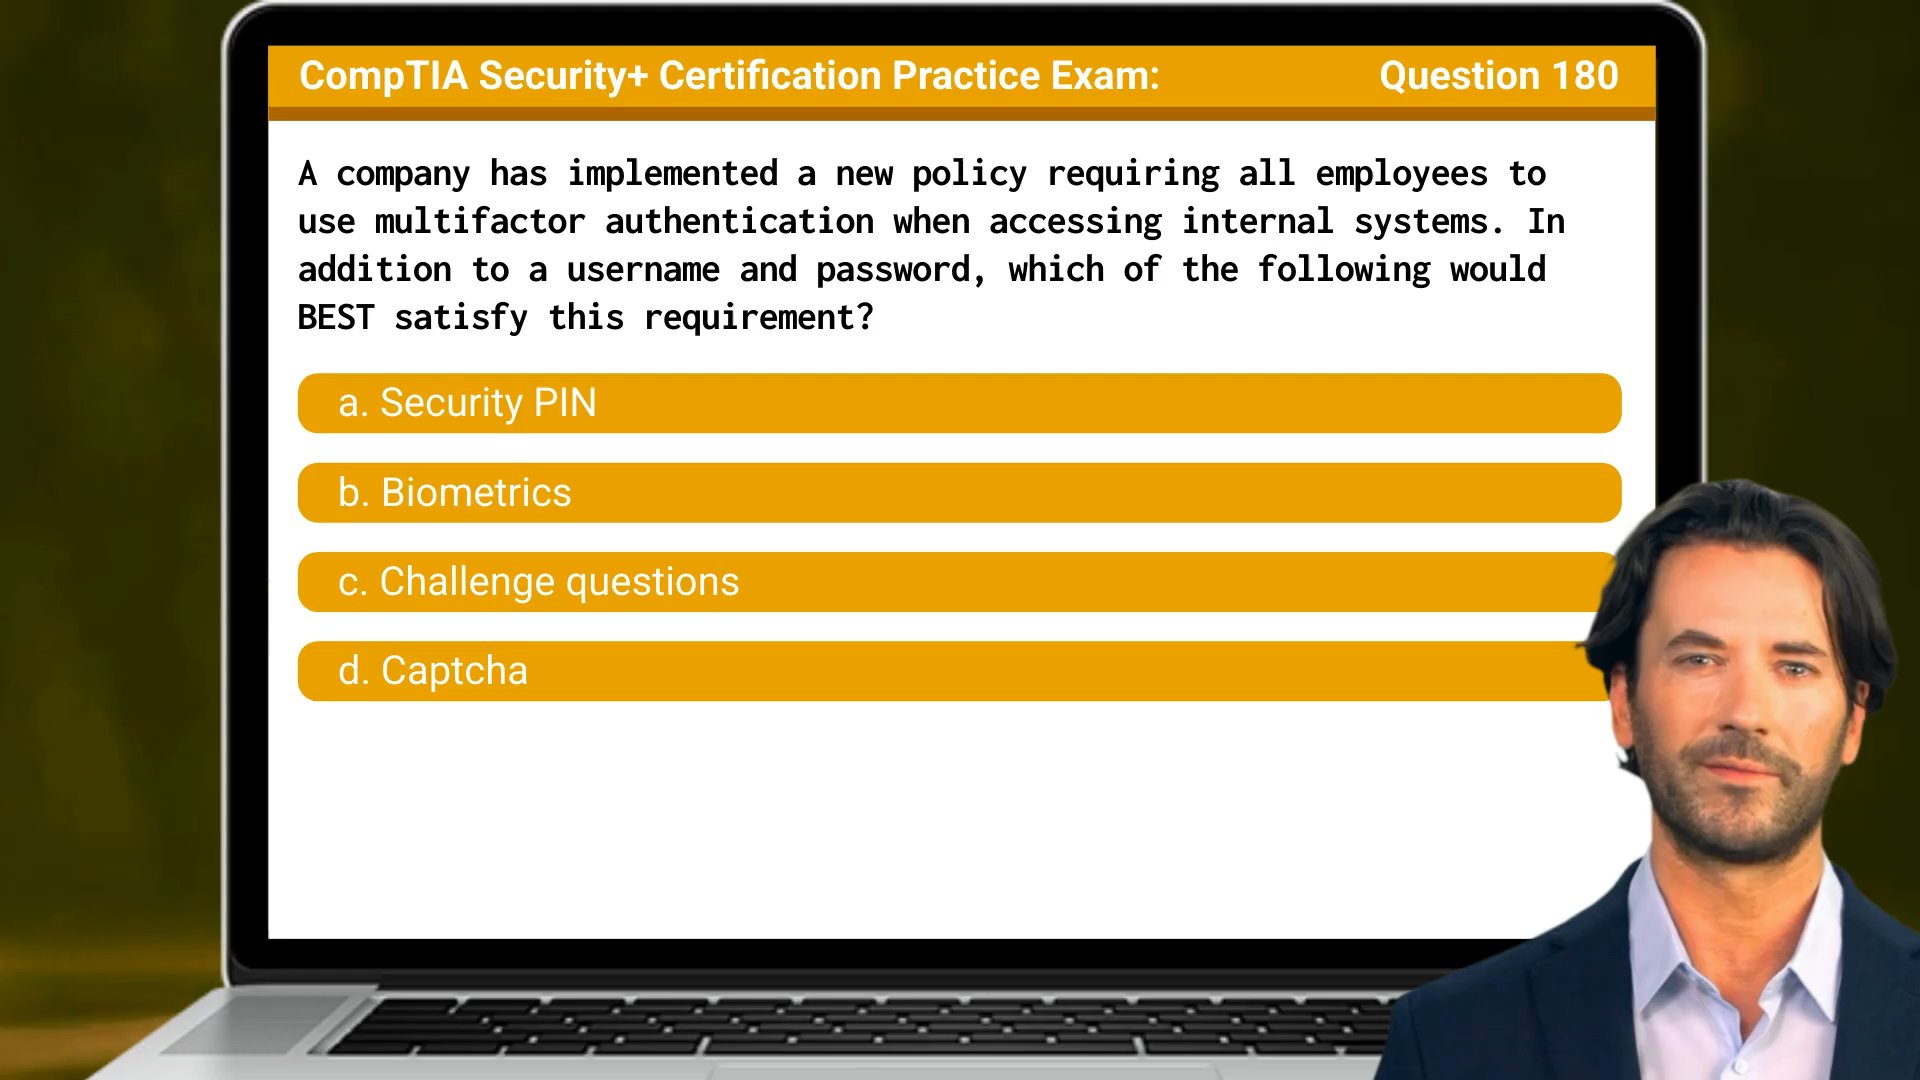 CompTIA Security+ Certification Practice Exam: Question 180
A company has implemented a new policy requiring all employees to
use multifactor authentication when accessing internal systems. In
addition to a username and password, which of the following would
BEST satisfy this requirement?
a. Security PIN
b. Biometrics
c. Challenge questions
d. Captcha